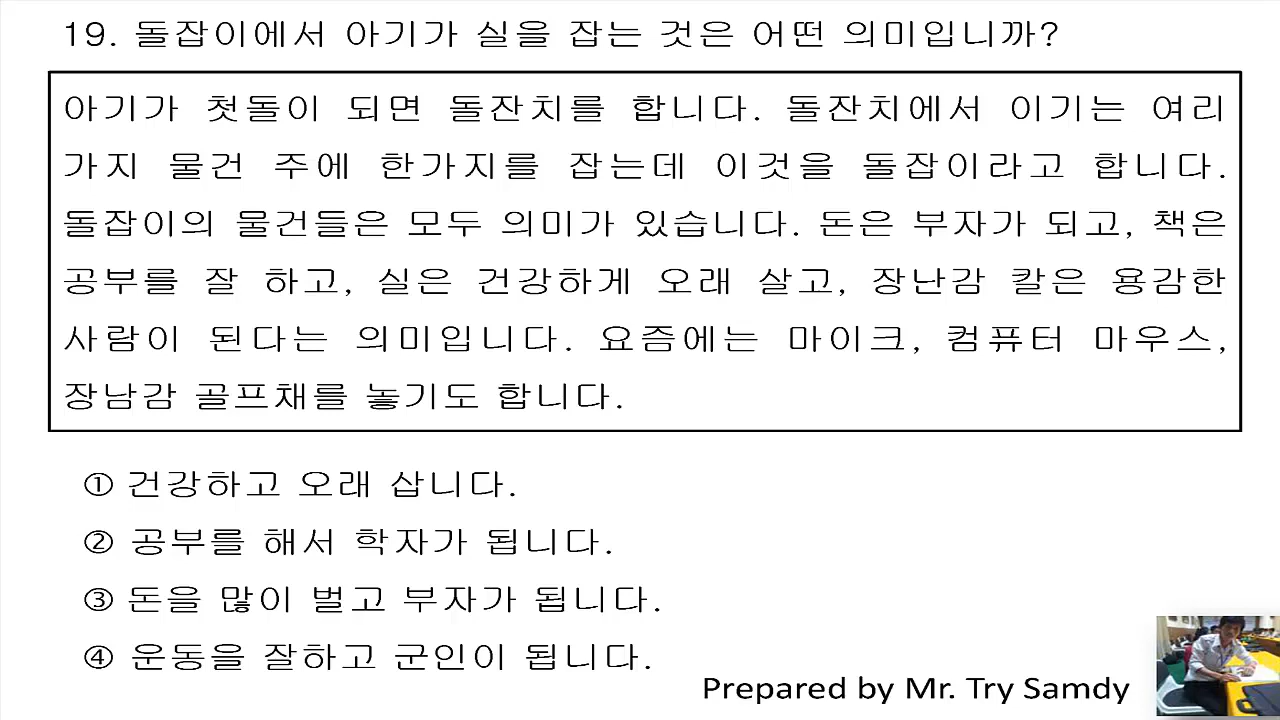 19. 돌잡이에서 아기가 실을 잡는 것은 어떤 의미입니까?
아기가 첫돌이 되면 돌잔치를 합니다. 돌잔치에서 이기는 여리
가지 물건 주에 한가지를 잡는데 이것을 돌잡이라고 합니다.
돌잡이의 물건들은 모두 의미가 있습니다. 돈은 부자가 되고, 책은
공부를 잘 하고, 실은 건강하게 오래 살고, 장난감 칼은 용감한
사람이 된다는 의미입니다. 요즘에는 마이크, 컴퓨터 마우스,
장남감 골프채를 놓기도 합니다.
① 건강하고 오래 삽니다.
② 공부를 해서 학자가 됩니다.
③ 돈을 많이 벌고 부자가 됩니다.
④ 운동을 잘하고 군인이 됩니다.
Prepared by Mr. Try Samdy